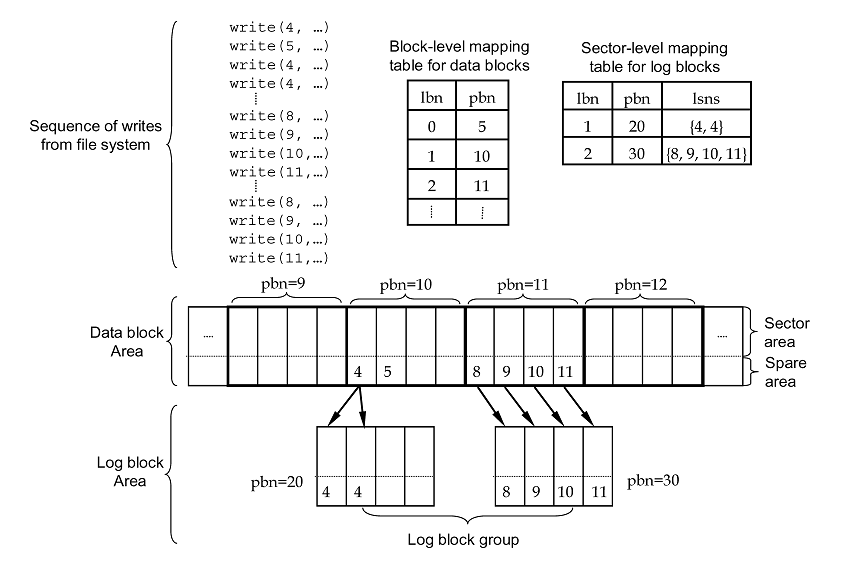 write(4, …)
write(5, …)
write(4, …)
write(4, …)
write(8, …)
write(9, …)
write(10,…)
write(11,…)
write(8, …)
write(9, …)
write(10,…)
write(11,…)
Sequence of writes
from file system
Block-level mapping
table for data blocks
lbn pbn
0 5
1 10
2 11
Sector-level mapping
table for log blocks
lbn pbn lsns
1 20 {4, 4}
2 30 {8, 9, 10, 11}
pbn=9 pbn=10 pbn=11 pbn=12
Data block
Area
....
....
Sector
area
Spare
area
4 5 8 9 10 11
Log block
Area
pbn=20
4 4
8 9 10 11
pbn=30
Log block group